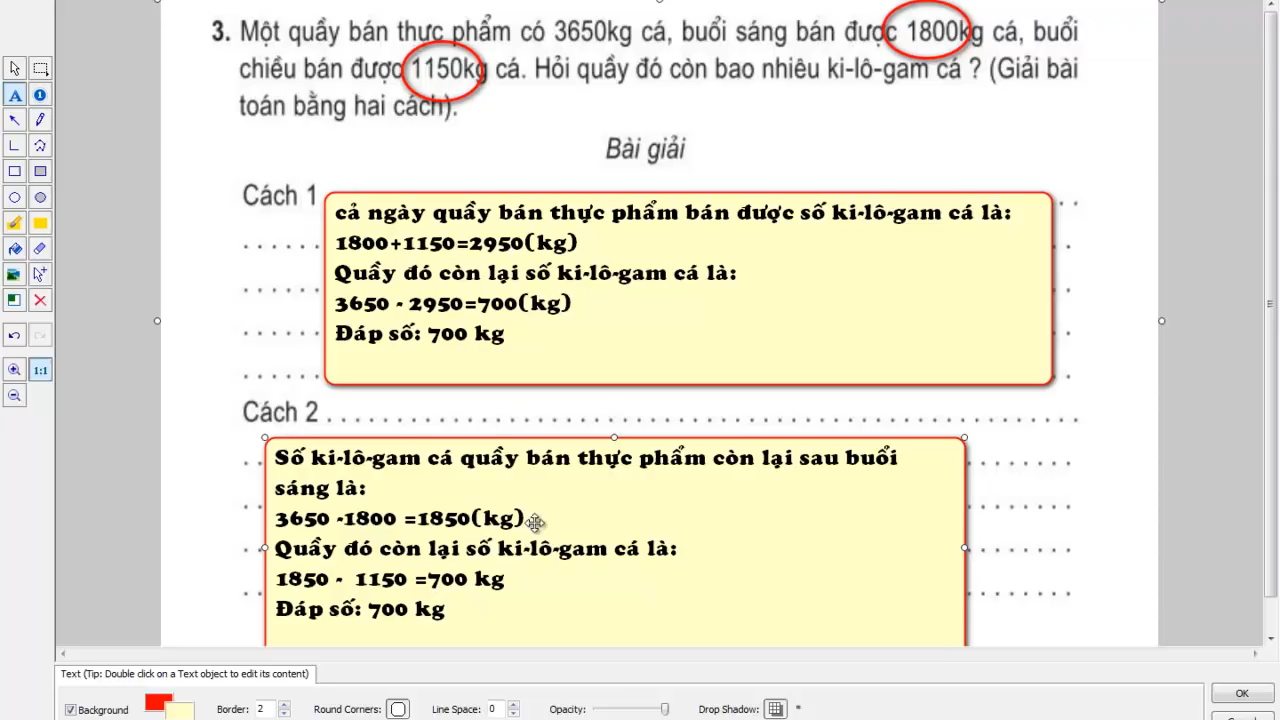 3. Một quầy bán thực phẩm có 3650kg cá, buổi sáng bán được 1800kg cá, buổi
chiều bán được 1150kg cá. Hỏi quầy đó còn bao nhiêu ki-lô-gam cá ? (Giải bài
toán bằng hai cách).
Bài giải
Cách 1
cả ngày quầy bán thực phẩm bán được số ki-lô-gam cá là:
1800+1150=2950(kg)
Quầy đó còn lại số ki-lô-gam cá là:
3650 - 2950=700(kg)
Đáp số: 700 kg
Cách 2
Số ki-lô-gam cá quầy bán thực phẩm còn lại sau buổi
sáng là:
3650 -1800 =1850(kg)
Quầy đó còn lại số ki-lô-gam cá là:
1850 - 1150 =700 kg
Đáp số: 700 kg
1:1
Text (Tip: Double click on a Text object to edit its content)
Background Border: 2 Round Corners: Line Space: 0 Opacity: Drop Shadow:
OK